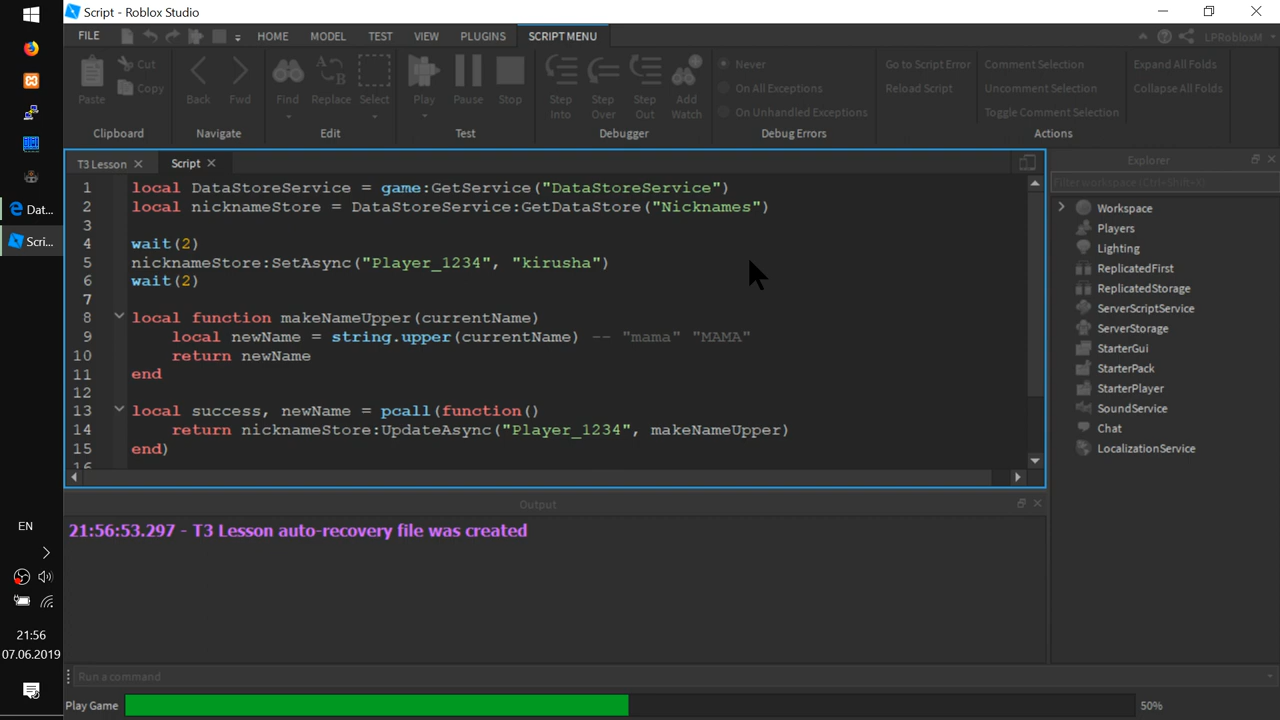 Script - Roblox Studio
FILE
HOME
MODEL
TEST
VIEW
PLUGINS
SCRIPT MENU
LPRobloxM
Paste
Cut
Copy
Clipboard
Back
Fwd
Navigate
Find
Replace
Select
Edit
Play
Pause
Stop
Test
Step Into
Step Over
Step Out
Add Watch
Debugger
Never
On All Exceptions
On Unhandled Exceptions
Debug Errors
Go to Script Error
Reload Script
Comment Selection
Uncomment Selection
Toggle Comment Selection
Expand All Folds
Collapse All Folds
Actions
T3 Lesson
Script
1 local DataStoreService = game:GetService("DataStoreService")
2 local nicknameStore = DataStoreService:GetDataStore("Nicknames")
3
4 wait(2)
5 nicknameStore:SetAsync("Player_1234", "kirusha")
6 wait(2)
7
8 local function makeNameUpper(currentName)
9 local newName = string.upper(currentName) -- "mama" "MAMA"
10 return newName
11 end
12
13 local success, newName = pcall(function()
14 return nicknameStore:UpdateAsync("Player_1234", makeNameUpper)
15 end)
16
Explorer
Filter workspace (Ctrl+Shift+X)
Workspace
Players
Lighting
ReplicatedFirst
ReplicatedStorage
ServerScriptService
ServerStorage
StarterGui
StarterPack
StarterPlayer
SoundService
Chat
LocalizationService
Output
21:56:53.297 - T3 Lesson auto-recovery file was created
Run a command
Play Game
50%
Dat...
Scri...
EN
21:56
07.06.2019